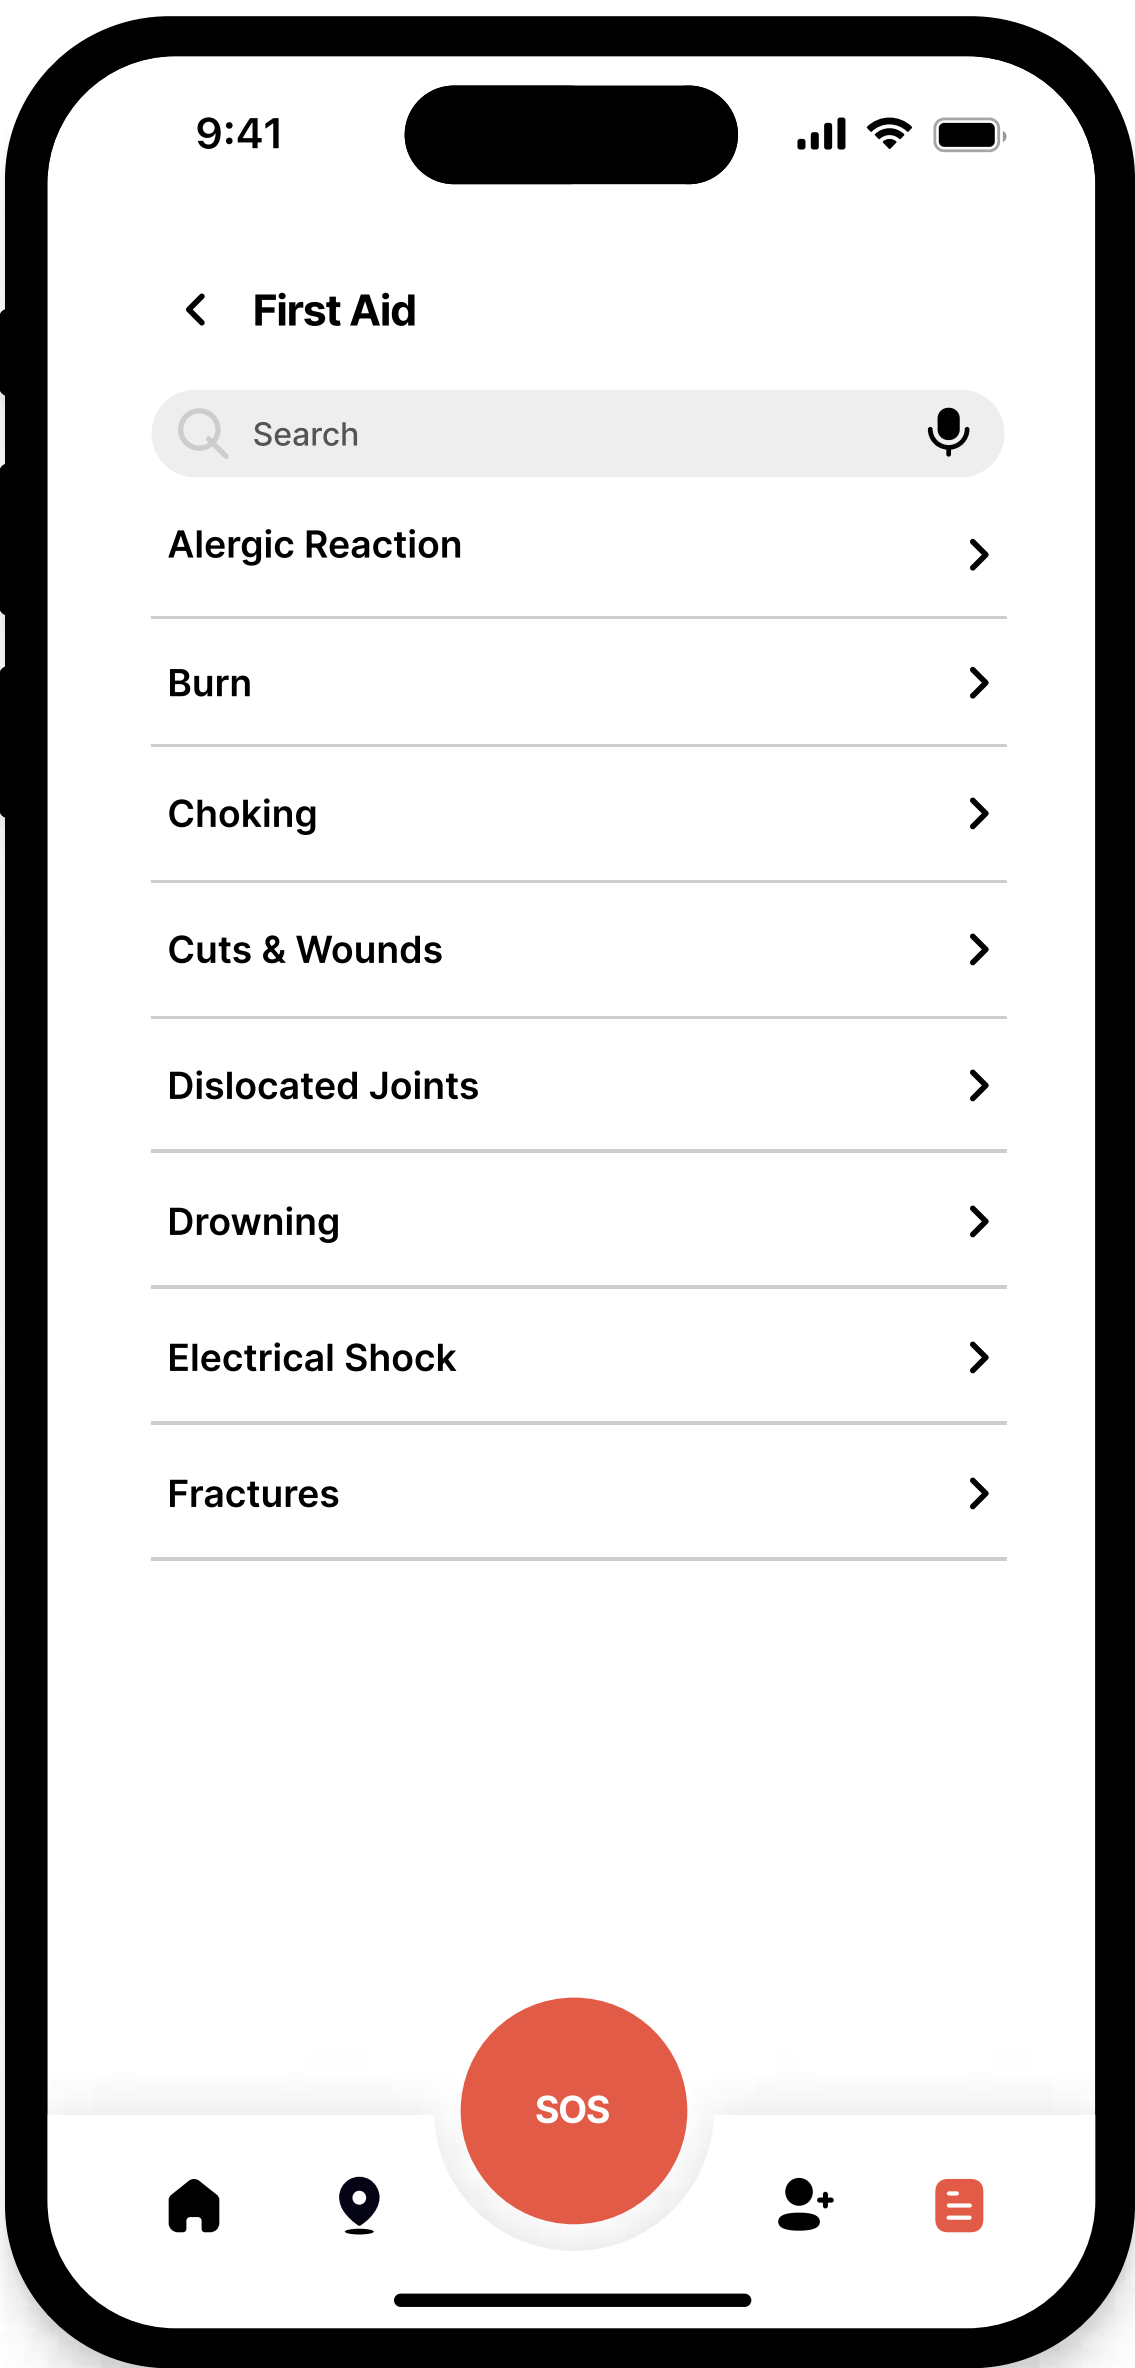 9:41
First Aid
Search
Alergic Reaction
Burn
Choking
Cuts & Wounds
Dislocated Joints
Drowning
Electrical Shock
Fractures
SOS